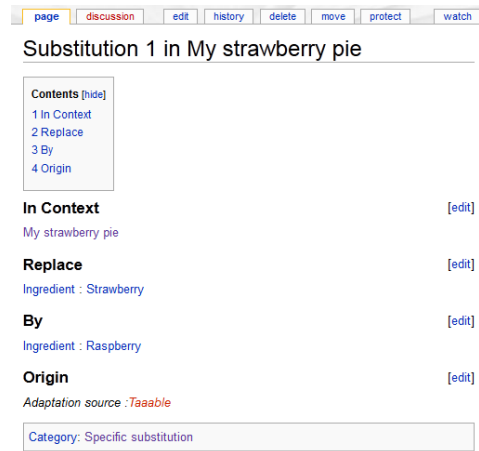 page discussion edit history delete move protect watch
Substitution 1 in My strawberry pie
Contents [hide]
1 In Context
2 Replace
3 By
4 Origin
In Context [edit]
My strawberry pie
Replace [edit]
Ingredient : Strawberry
By [edit]
Ingredient : Raspberry
Origin [edit]
Adaptation source :Taaable
Category: Specific substitution